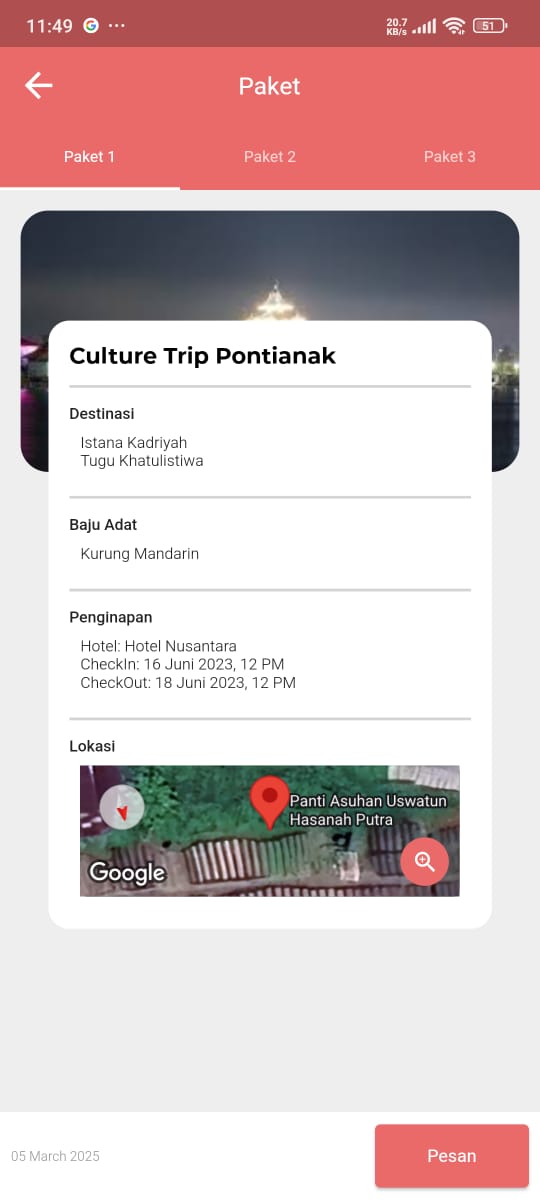 11:49
20.7
KB/s
51
Paket
Paket 1
Paket 2
Paket 3
Culture Trip Pontianak
Destinasi
Istana Kadriyah
Tugu Khatulistiwa
Baju Adat
Kurung Mandarin
Penginapan
Hotel: Hotel Nusantara
CheckIn: 16 Juni 2023, 12 PM
CheckOut: 18 Juni 2023, 12 PM
Lokasi
Panti Asuhan Uswatun
Hasanah Putra
Google
05 March 2025
Pesan